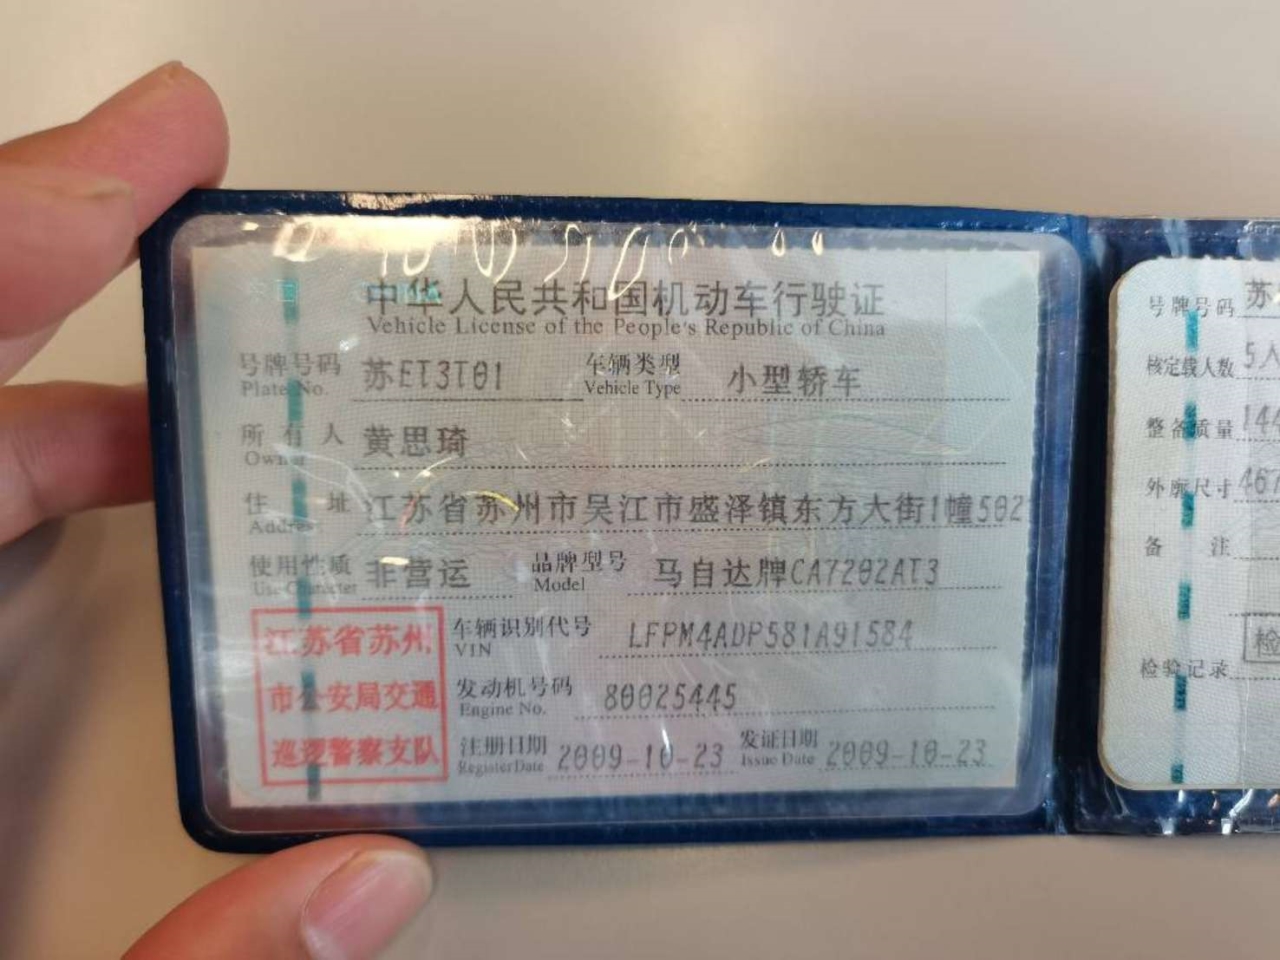 中华人民共和国机动车行驶证
Vehicle License of the People's Republic of China
号牌号码 苏ET3T01 车辆类型 小型轿车
Plate No. Vehicle Type
所有人 黄思琦
Owner
住址 江苏省苏州市吴江市盛泽镇东方大街1幢502
Address
使用性质 非营运 品牌型号 马自达牌CA7202AT3
Use Character Model
江苏省苏州
市公安局交通
巡逻警察支队
车辆识别代号 LFPM4ADP581A91584
VIN
发动机号码 80025445
Engine No.
注册日期 2009-10-23 发证日期 2009-10-23
Register Date Issue Date
号牌号码 苏
核定载人数 5人
整备质量 144
外廓尺寸 467
备注
检验记录 检